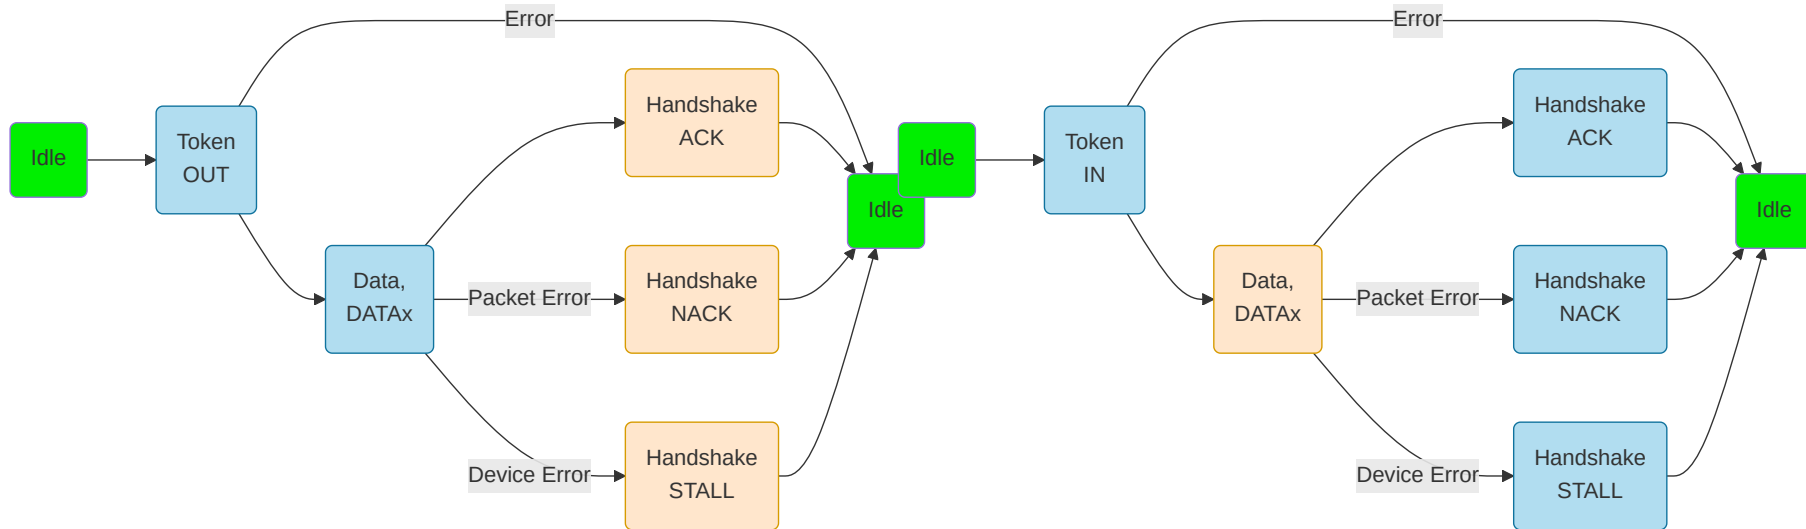 Error
Handshake
ACK
Idle
Token
OUT
Idle
Data,
DATAx
Packet Error
Handshake
NACK
Device Error
Handshake
STALL
Error
Handshake
ACK
Idle
Token
IN
Idle
Data,
DATAx
Packet Error
Handshake
NACK
Device Error
Handshake
STALL